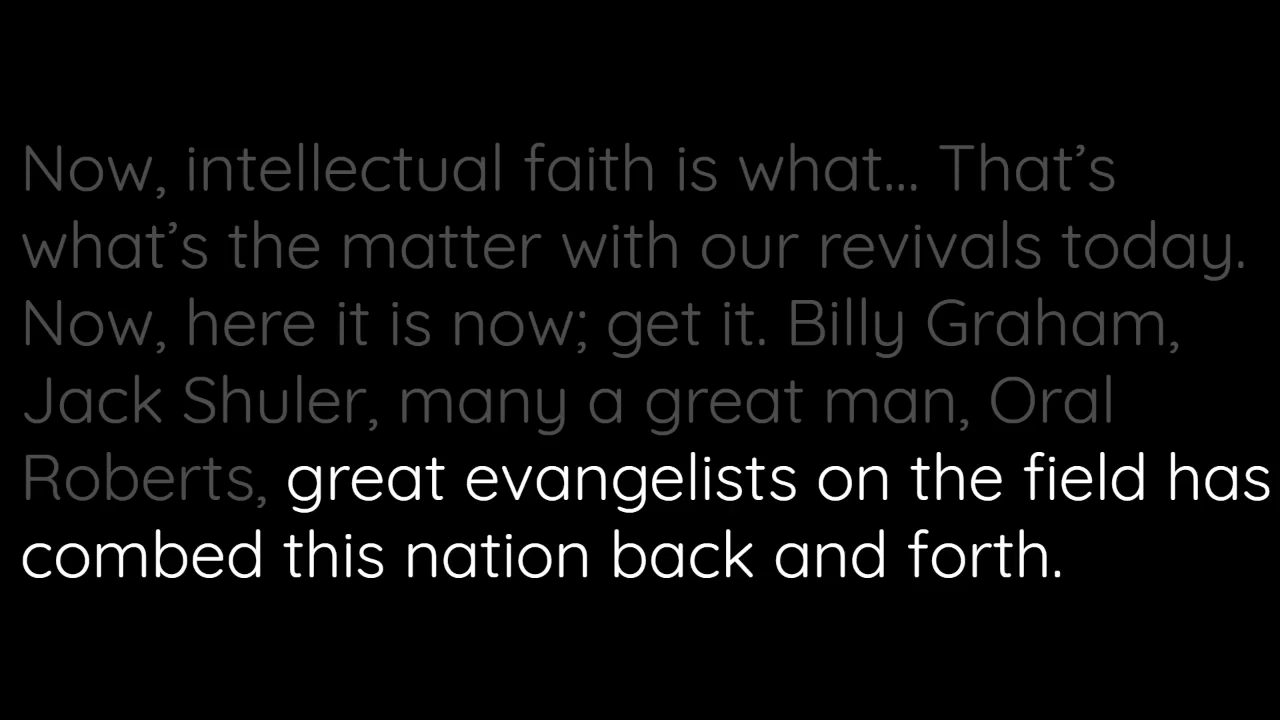 Now, intellectual faith is what... That’s
what’s the matter with our revivals today.
Now, here it is now; get it. Billy Graham,
Jack Shuler, many a great man, Oral
Roberts, great evangelists on the field has
combed this nation back and forth.